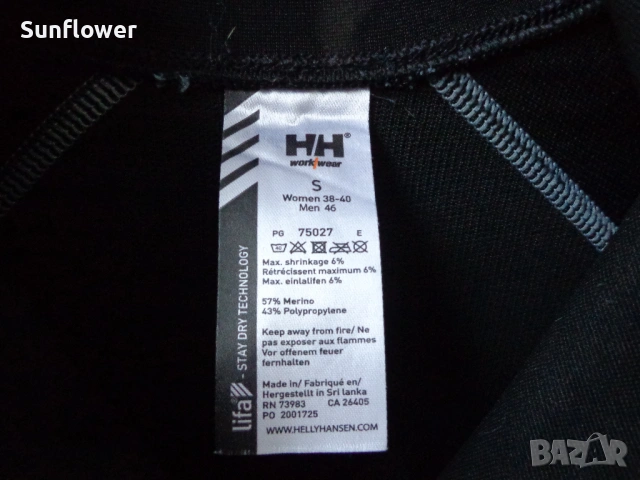 Sunflower
HH®
workwear
S
Women 38-40
Men 46
PG 75027 E
Max. shrinkage 6%
Rétrécissent maximum 6%
Max. einlalifen 6%
57% Merino
43% Polypropylene
Keep away from fire/ Ne
pas exposer aux flammes
Vor offenem feuer
fernhalten
Made in/ Fabriqué en/
Hergestellt in Sri lanka
RN 73983 CA 26405
PO 2001725
WWW.HELLYHANSEN.COM
lifa® - STAY DRY TECHNOLOGY
BAZAR